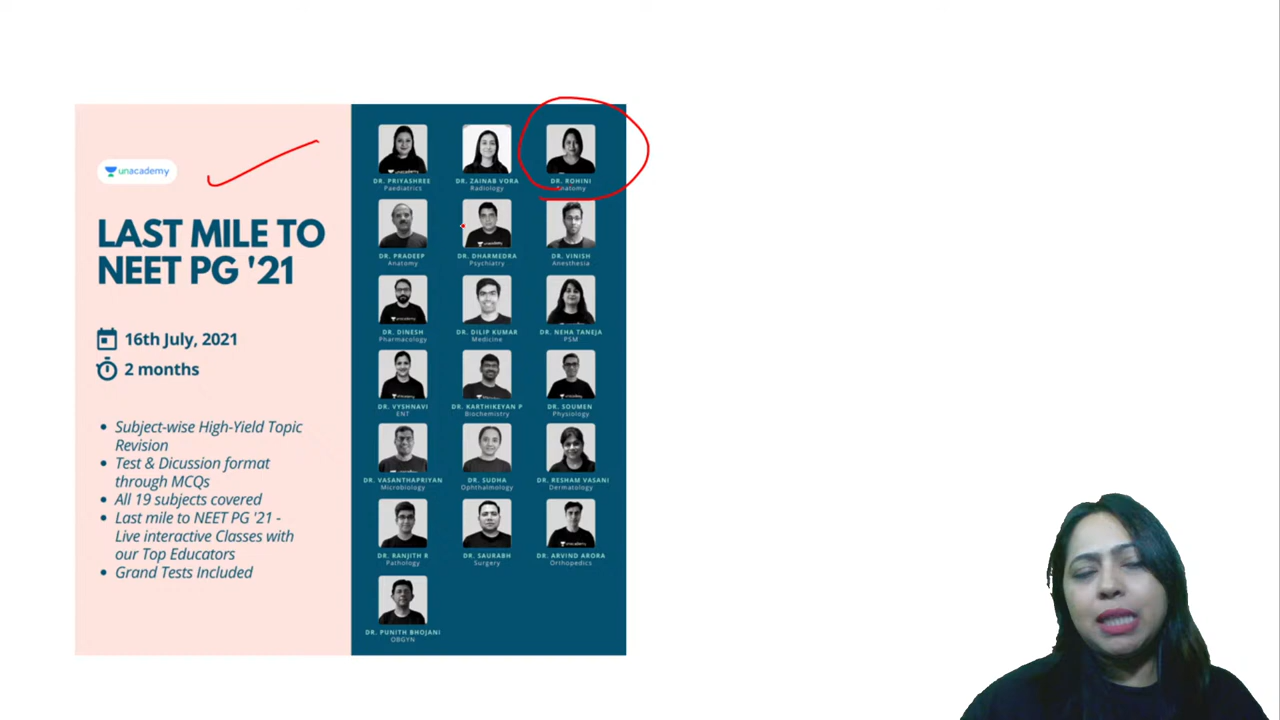 unacademy
LAST MILE TO
NEET PG '21
16th July, 2021
2 months
• Subject-wise High-Yield Topic
Revision
• Test & Dicussion format
through MCQs
• All 19 subjects covered
• Last mile to NEET PG '21 -
Live interactive Classes with
our Top Educators
• Grand Tests Included
DR. PRIYASHREE
Paediatrics
DR. ZAINAB VORA
Radiology
DR. ROHINI
Anatomy
DR. PRADEEP
Anatomy
DR. DHARMEDRA
Psychiatry
DR. VINISH
Anesthesia
DR. DINESH
Pharmacology
DR. DILIP KUMAR
Medicine
DR. NEHA TANEJA
PSM
DR. VYSHNAVI
ENT
DR. KARTHIKEYAN P
Biochemistry
DR. SOUMEN
Physiology
DR. VASANTHAPRIYAN
Microbiology
DR. SUDHA
Ophthalmology
DR. RESHAM VASANI
Dermatology
DR. RANJITH R
Pathology
DR. SAURABH
Surgery
DR. ARVIND ARORA
Orthopedics
DR. PUNITH BHOJANI
OBGYN